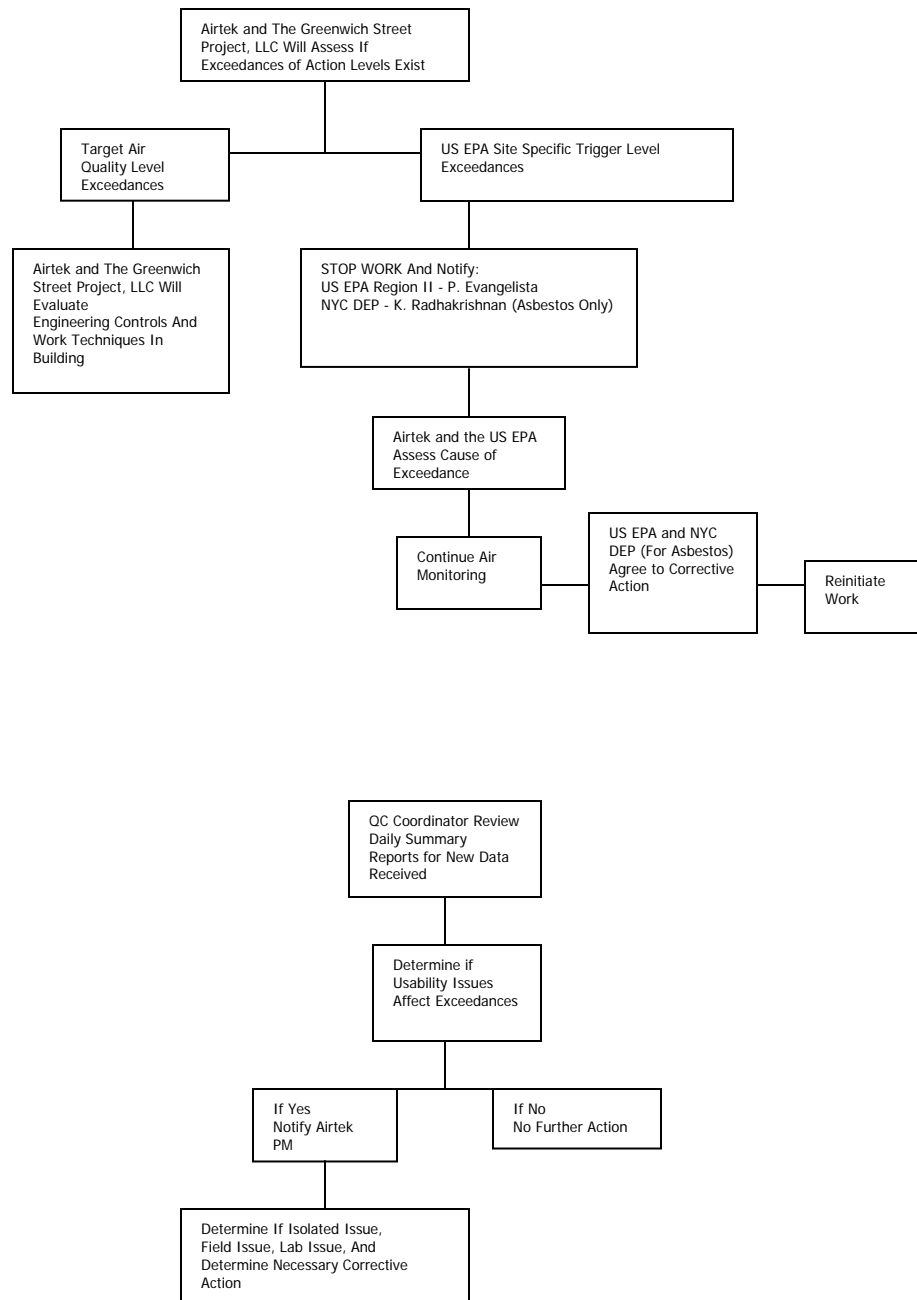 Airtek and The Greenwich Street
Project, LLC Will Assess If
Exceedances of Action Levels Exist
Target Air
Quality Level
Exceedances
US EPA Site Specific Trigger Level
Exceedances
Airtek and The Greenwich
Street Project, LLC Will
Evaluate
Engineering Controls And
Work Techniques In
Building
STOP WORK And Notify:
US EPA Region II - P. Evangelista
NYC DEP - K. Radhakrishnan (Asbestos Only)
Airtek and the US EPA
Assess Cause of
Exceedance
Continue Air
Monitoring
US EPA and NYC
DEP (For Asbestos)
Agree to Corrective
Action
Reinitiate
Work
QC Coordinator Review
Daily Summary
Reports for New Data
Received
Determine if
Usability Issues
Affect Exceedances
If Yes
Notify Airtek
PM
If No
No Further Action
Determine If Isolated Issue,
Field Issue, Lab Issue, And
Determine Necessary Corrective
Action